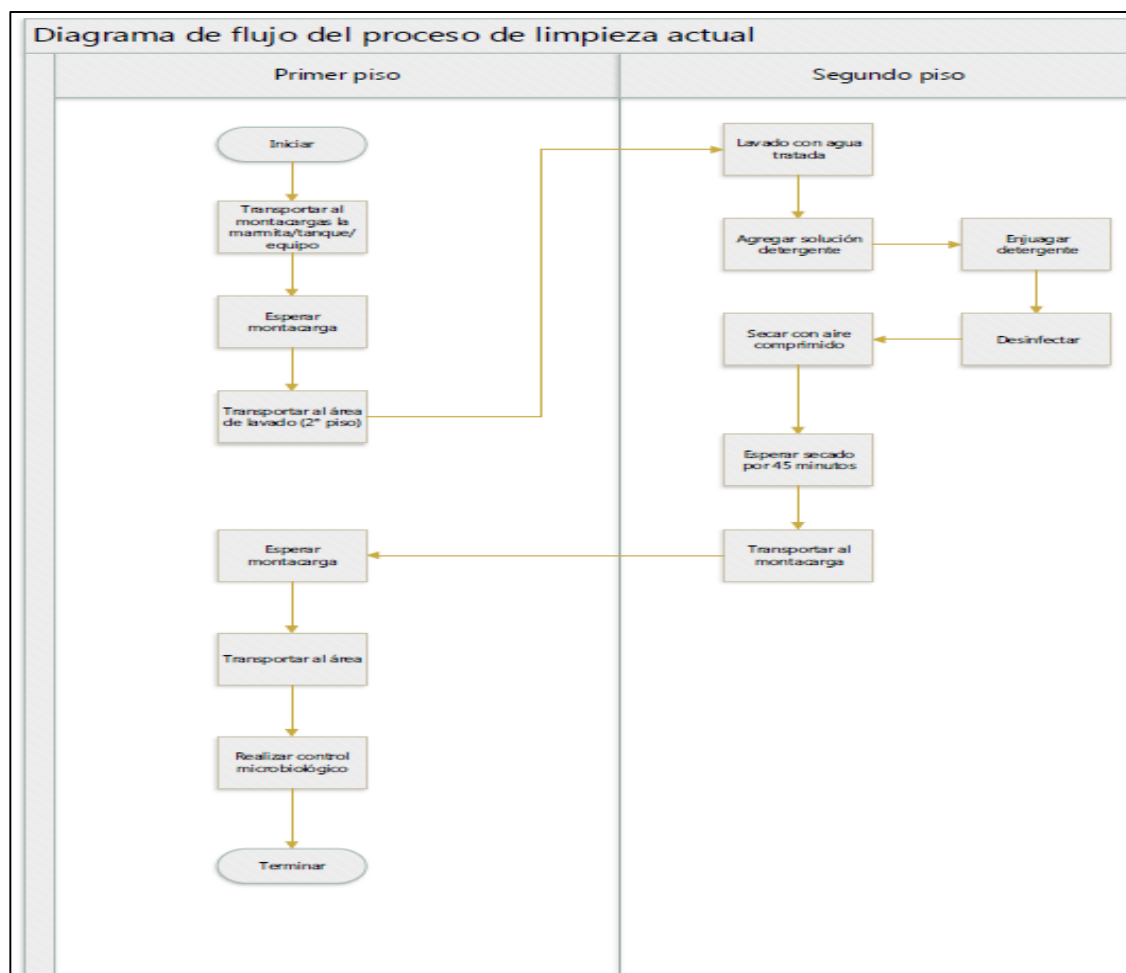 Diagrama de flujo del proceso de limpieza actual
Primer piso
Segundo piso
Iniciar
Transportar al
montacargas la
marmita/tanque/
equipo
Esperar
montacarga
Transportar al área
de lavado (2° piso)
Lavado con agua
tratada
Agregar solución
detergente
Enjuagar
detergente
Desinfectar
Secar con aire
comprimido
Esperar secado
por 45 minutos
Transportar al
montacarga
Esperar
montacarga
Transportar al área
Realizar control
microbiológico
Terminar